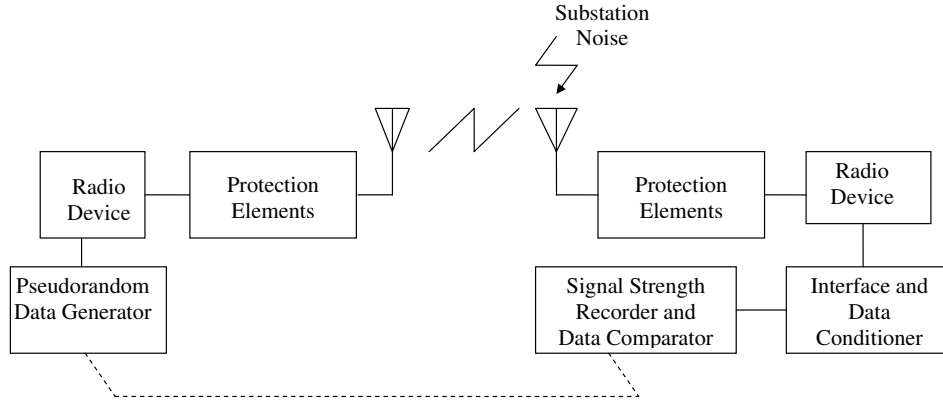 Substation
Noise
Radio
Device
Protection
Elements
Protection
Elements
Radio
Device
Pseudorandom
Data Generator
Signal Strength
Recorder and
Data Comparator
Interface and
Data
Conditioner